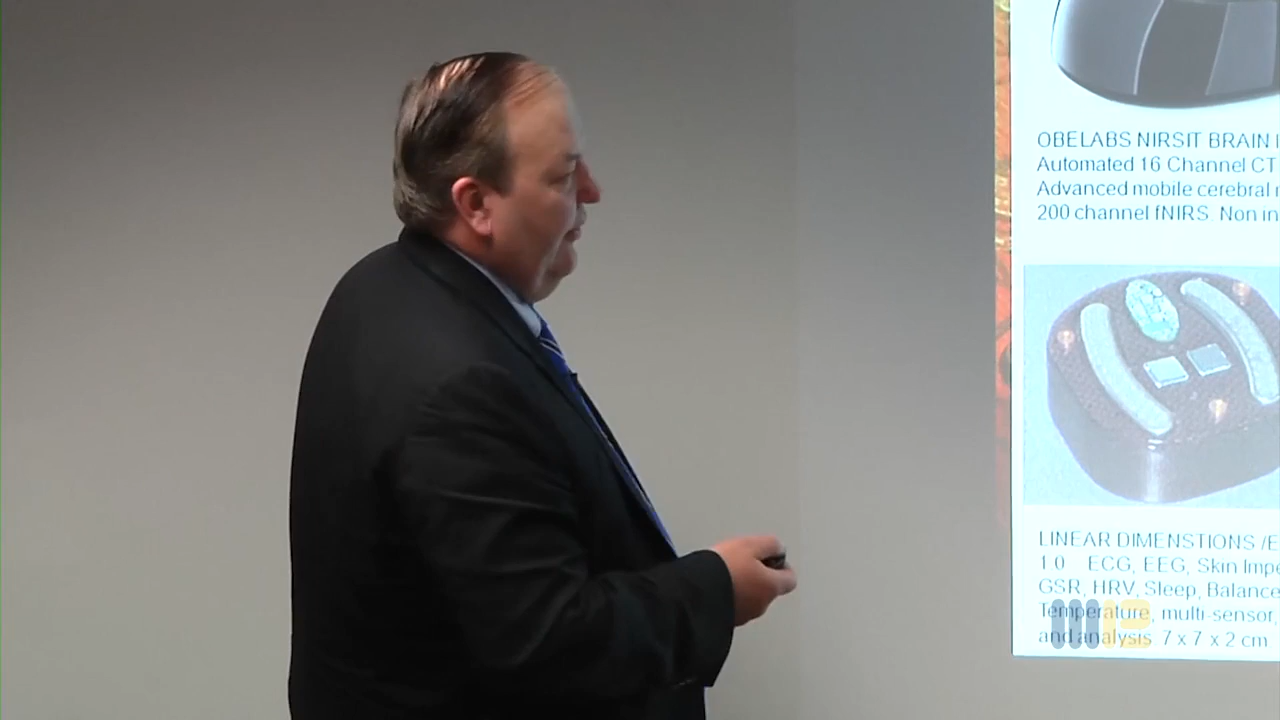 OBELABS NIRSIT BRAIN
Automated 16 Channel CT
Advanced mobile cerebral
200 channel fNIRS. Non in
LINEAR DIMENSTIONS /E
1.0 ECG, EEG, Skin Impe
GSR, HRV, Sleep, Balance
Temperature, multi-sensor,
and analysis 7 x 7 x 2 cm